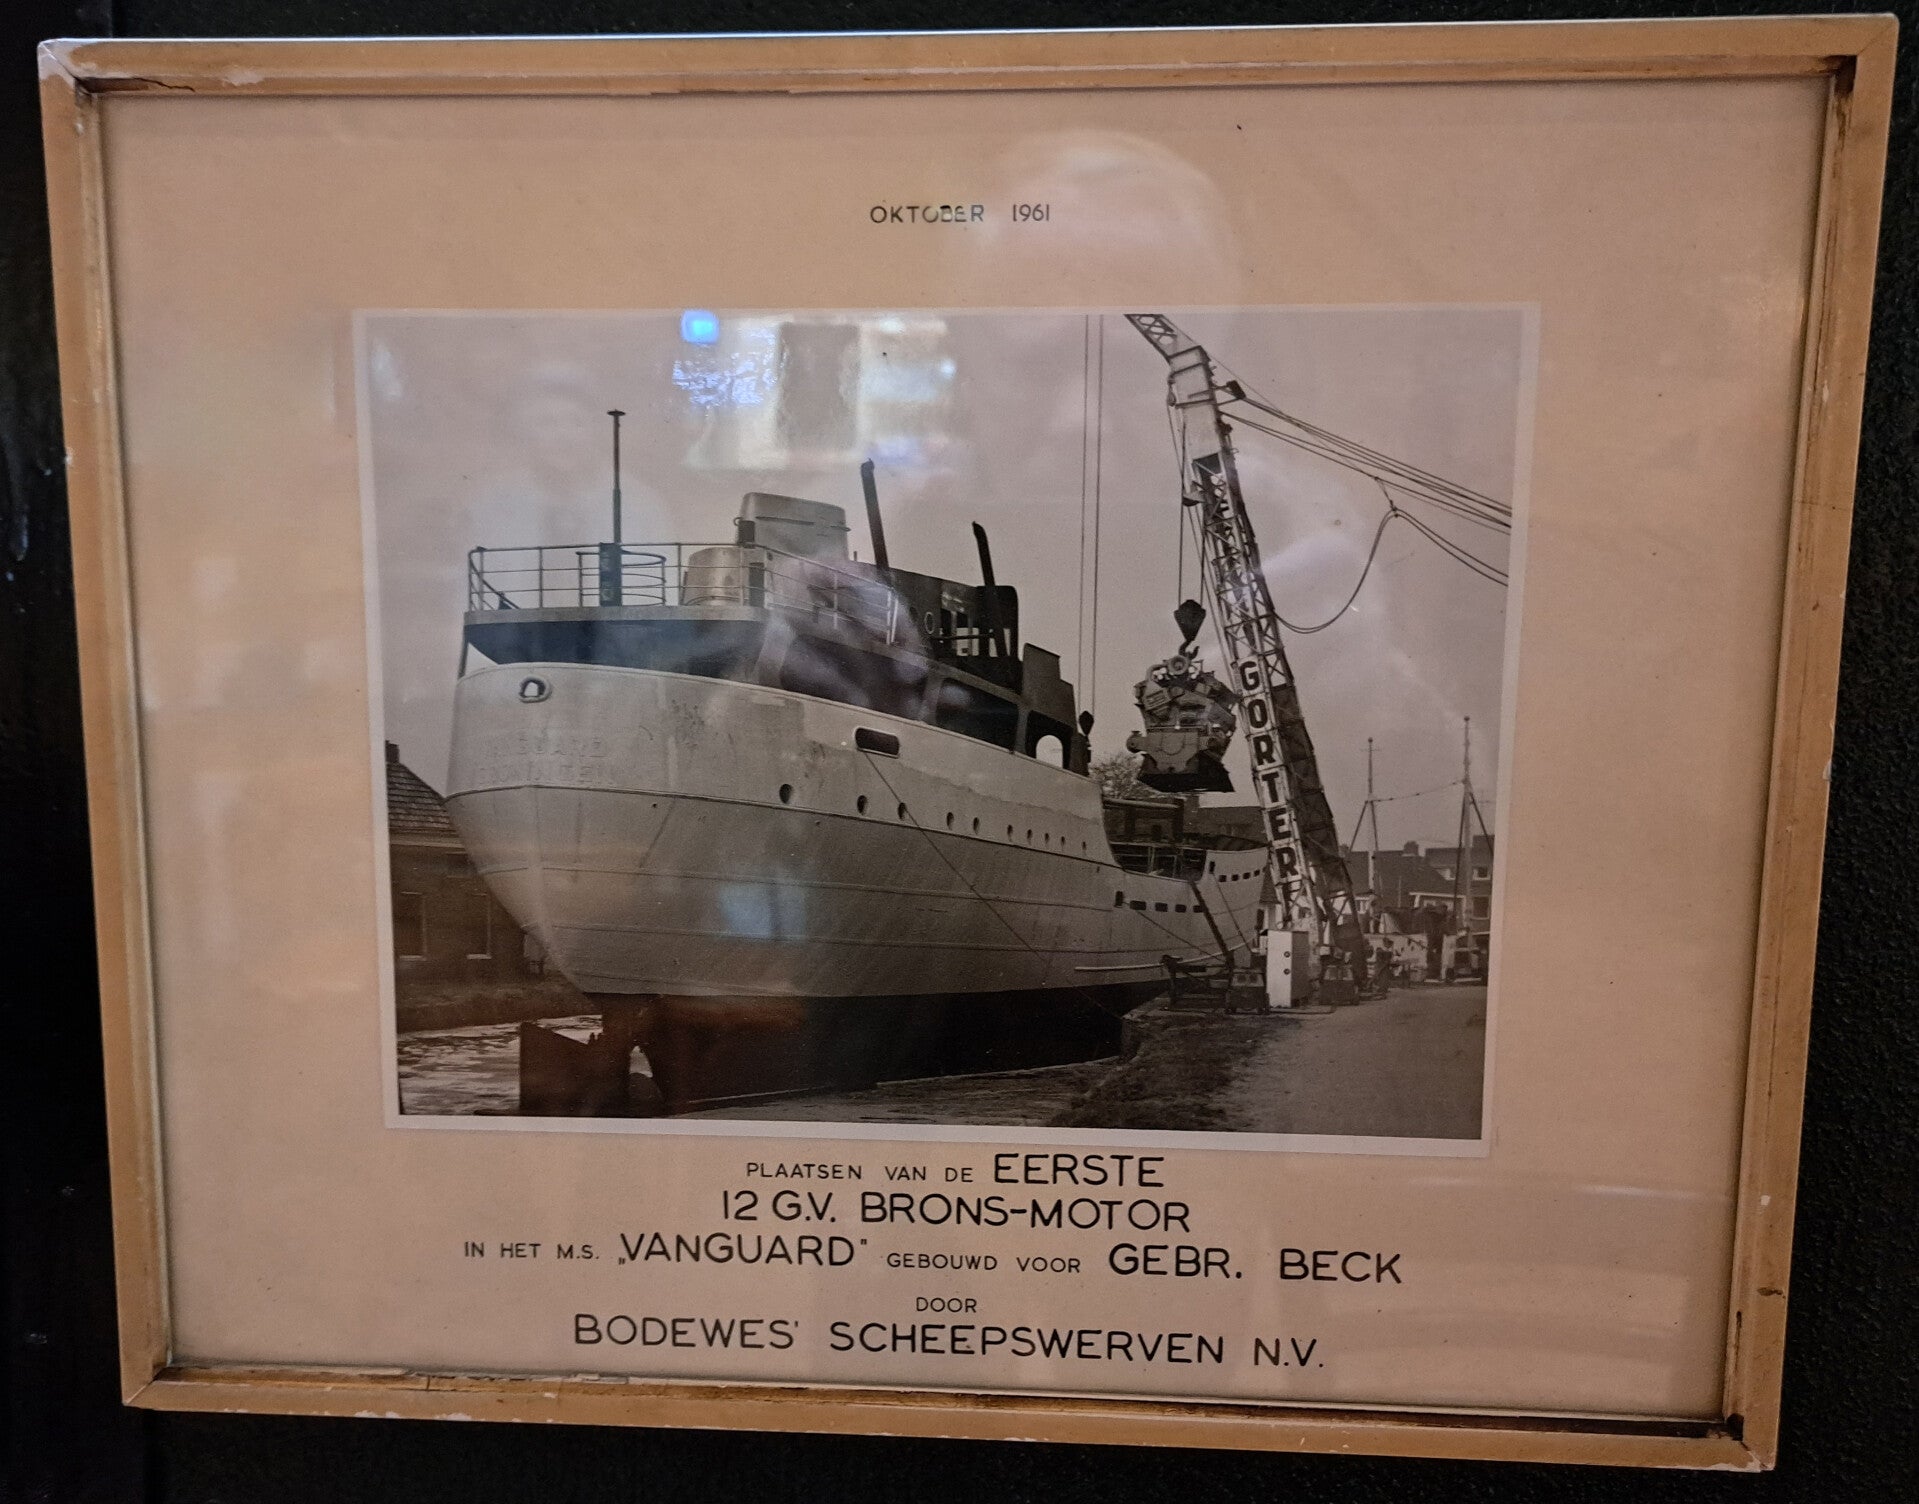 OKTOBER 1961
GORTER
PLAATSEN VAN DE EERSTE
12 G.V. BRONS-MOTOR
IN HET M.S. „VANGUARD" GEBOUWD VOOR GEBR. BECK
DOOR
BODEWES' SCHEEPSWERVEN N.V.